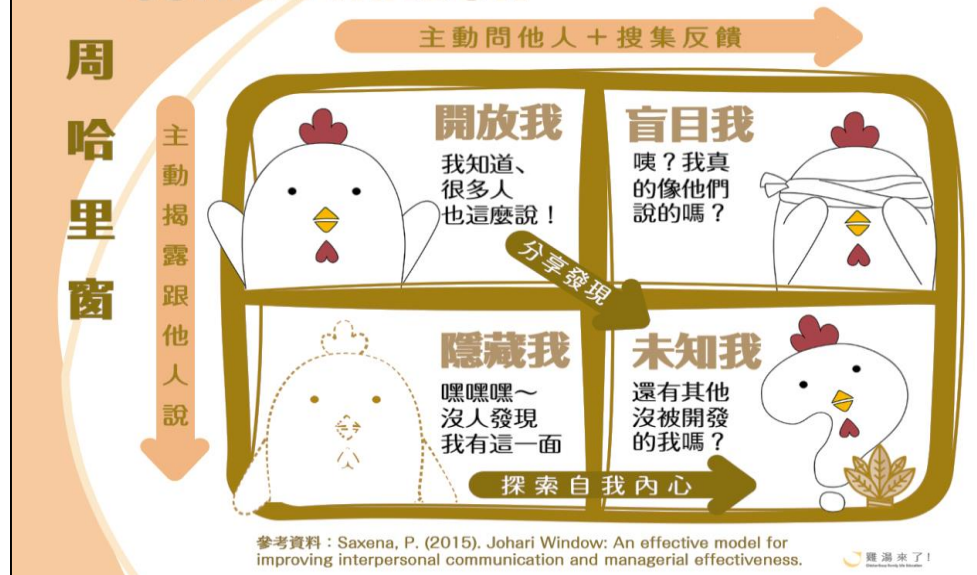 周哈里窗
主動問他人＋搜集反饋
主動揭露跟他人說
開放我
我知道、
很多人
也這麼說！
盲目我
咦？我真
的像他們
說的嗎？
分享發現
隱藏我
嘿嘿嘿～
沒人發現
我有這一面
未知我
還有其他
沒被開發
的我嗎？
探索自我內心
參考資料：Saxena, P. (2015). Johari Window: An effective model for
improving interpersonal communication and managerial effectiveness.
雞湯來了！